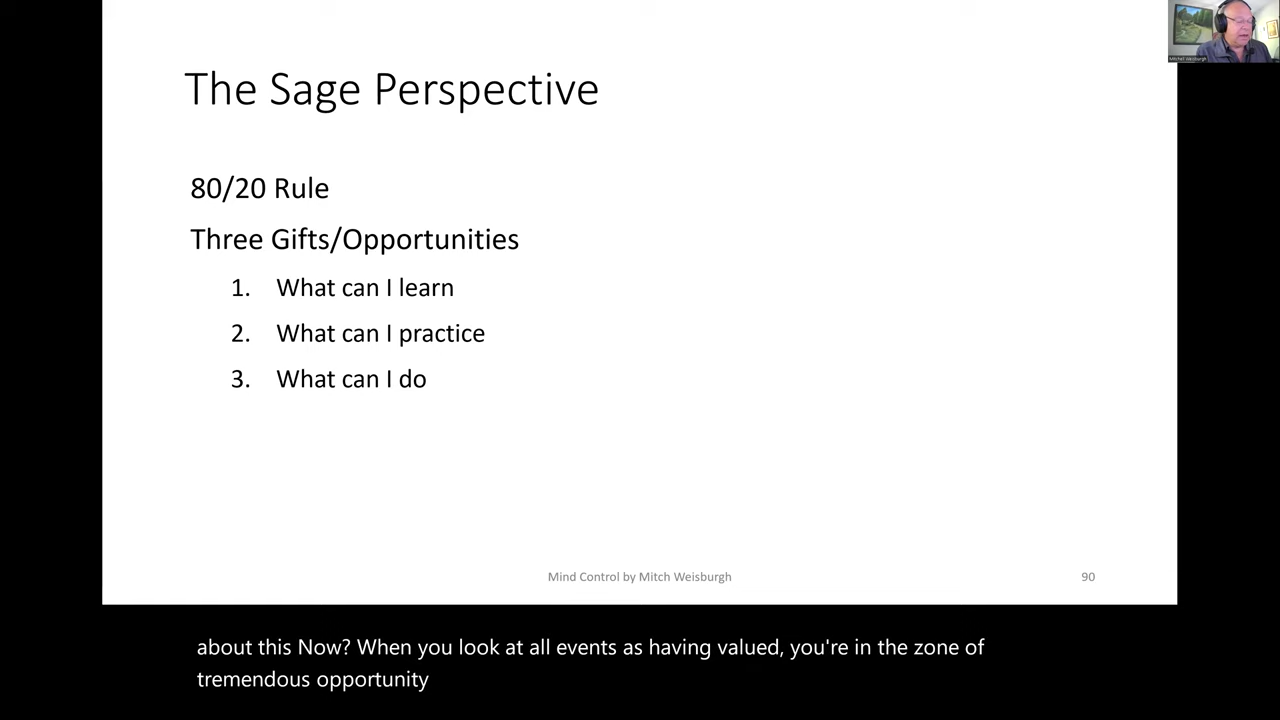 The Sage Perspective
80/20 Rule
Three Gifts/Opportunities
1. What can I learn
2. What can I practice
3. What can I do
Mind Control by Mitch Weisburgh
90
Mitchell Weisburgh
about this Now? When you look at all events as having valued, you're in the zone of
tremendous opportunity